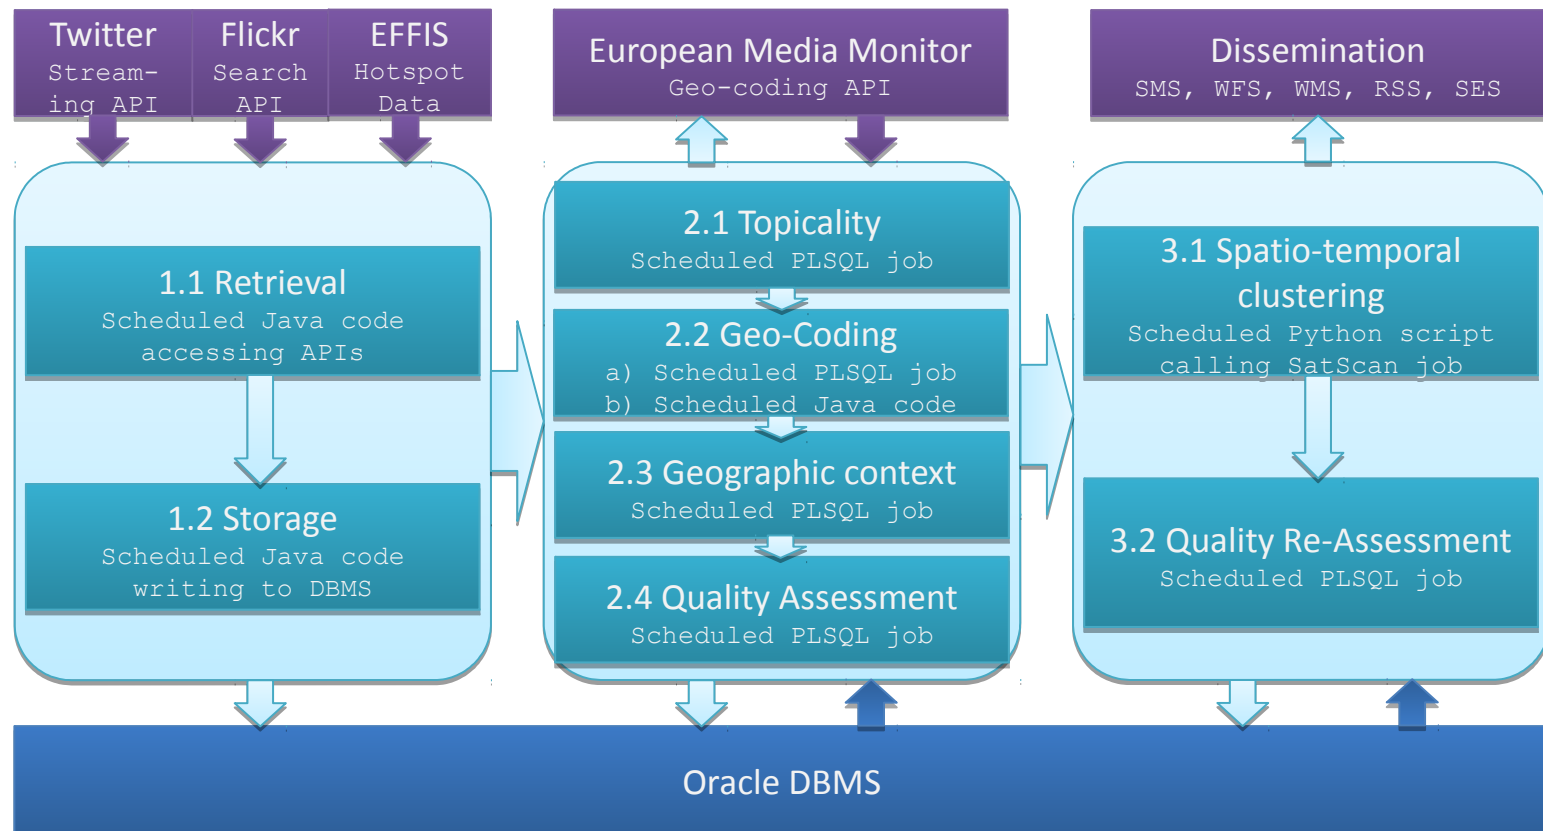 Twitter
Stream-
ing API
Flickr
Search
API
EFFIS
Hotspot
Data
European Media Monitor
Geo-coding API
Dissemination
SMS, WFS, WMS, RSS, SES
1.1 Retrieval
Scheduled Java code
accessing APIs
1.2 Storage
Scheduled Java code
writing to DBMS
2.1 Topicality
Scheduled PLSQL job
2.2 Geo-Coding
a) Scheduled PLSQL job
b) Scheduled Java code
2.3 Geographic context
Scheduled PLSQL job
2.4 Quality Assessment
Scheduled PLSQL job
3.1 Spatio-temporal
clustering
Scheduled Python script
calling SatScan job
3.2 Quality Re-Assessment
Scheduled PLSQL job
Oracle DBMS